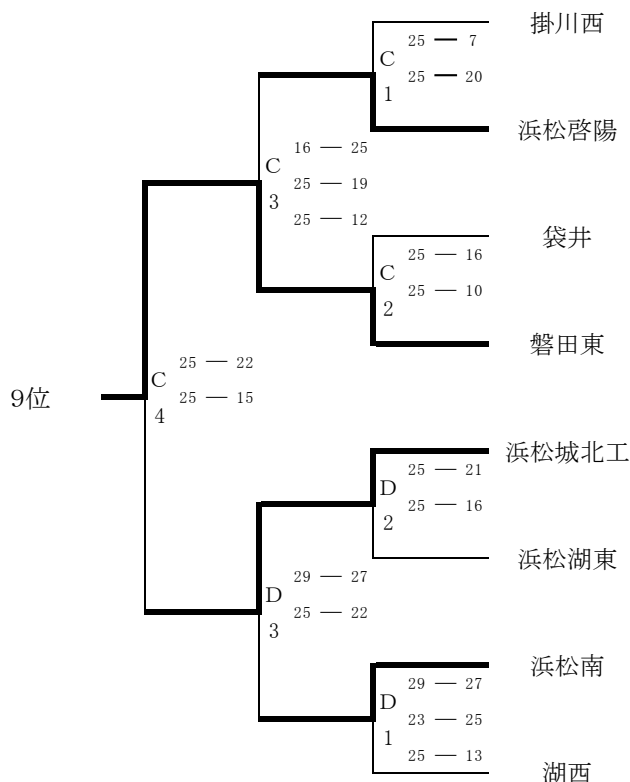 掛川西
25 — 7
C
25 — 20
1
浜松啓陽
16 — 25
C
25 — 19
3
25 — 12
袋井
25 — 16
C
25 — 10
2
磐田東
25 — 22
C
9位
25 — 15
4
浜松城北工
25 — 21
D
25 — 16
2
浜松湖東
29 — 27
D
25 — 22
3
浜松南
29 — 27
D
23 — 25
1
25 — 13
湖西